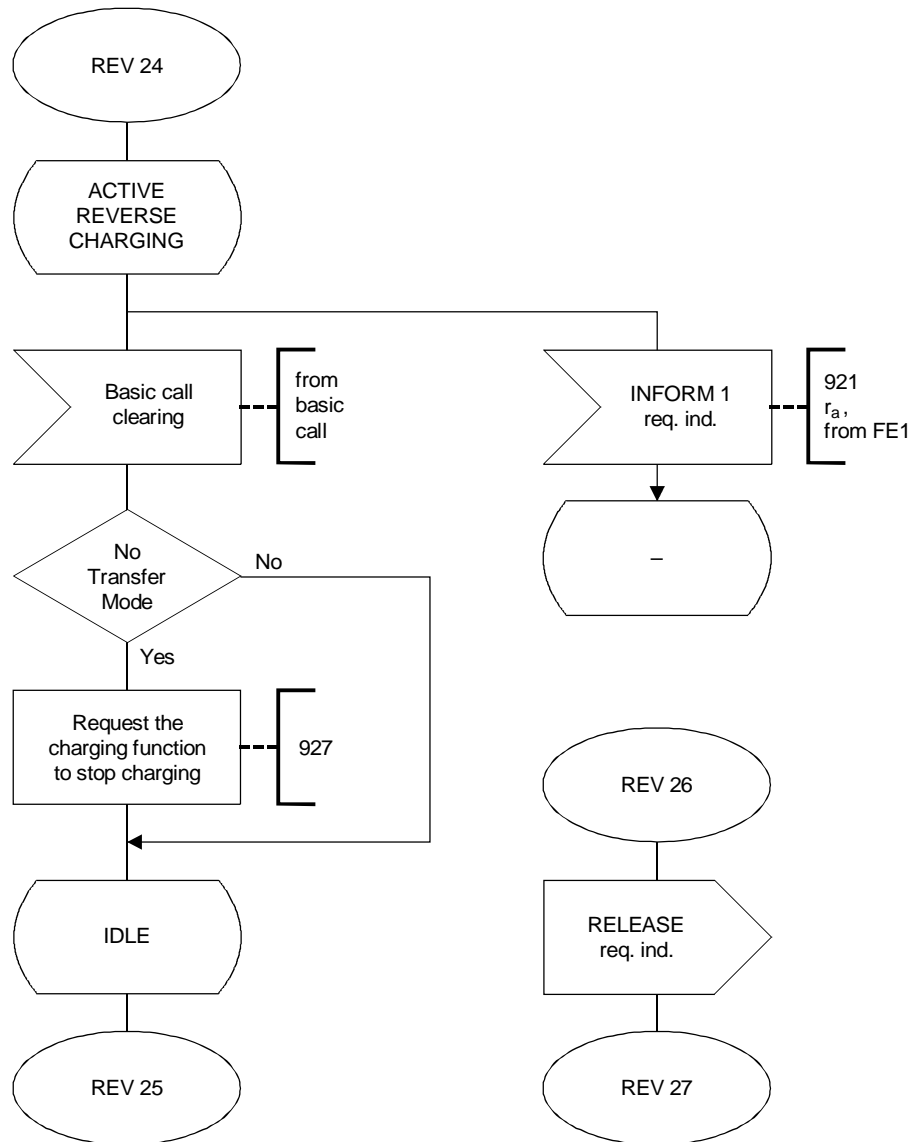 REV 24
ACTIVE
REVERSE
CHARGING
Basic call
clearing
from
basic
call
INFORM 1
req. ind.
921
ra,
from FE1
–
No
Transfer
Mode
No
Yes
Request the
charging function
to stop charging
927
REV 26
IDLE
RELEASE
req. ind.
REV 25
REV 27